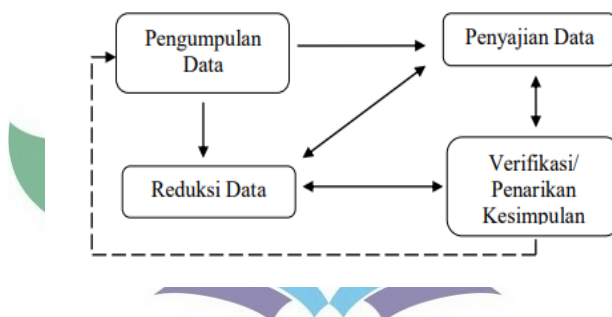 Pengumpulan
Data
Penyajian Data
Reduksi Data
Verifikasi/
Penarikan
Kesimpulan